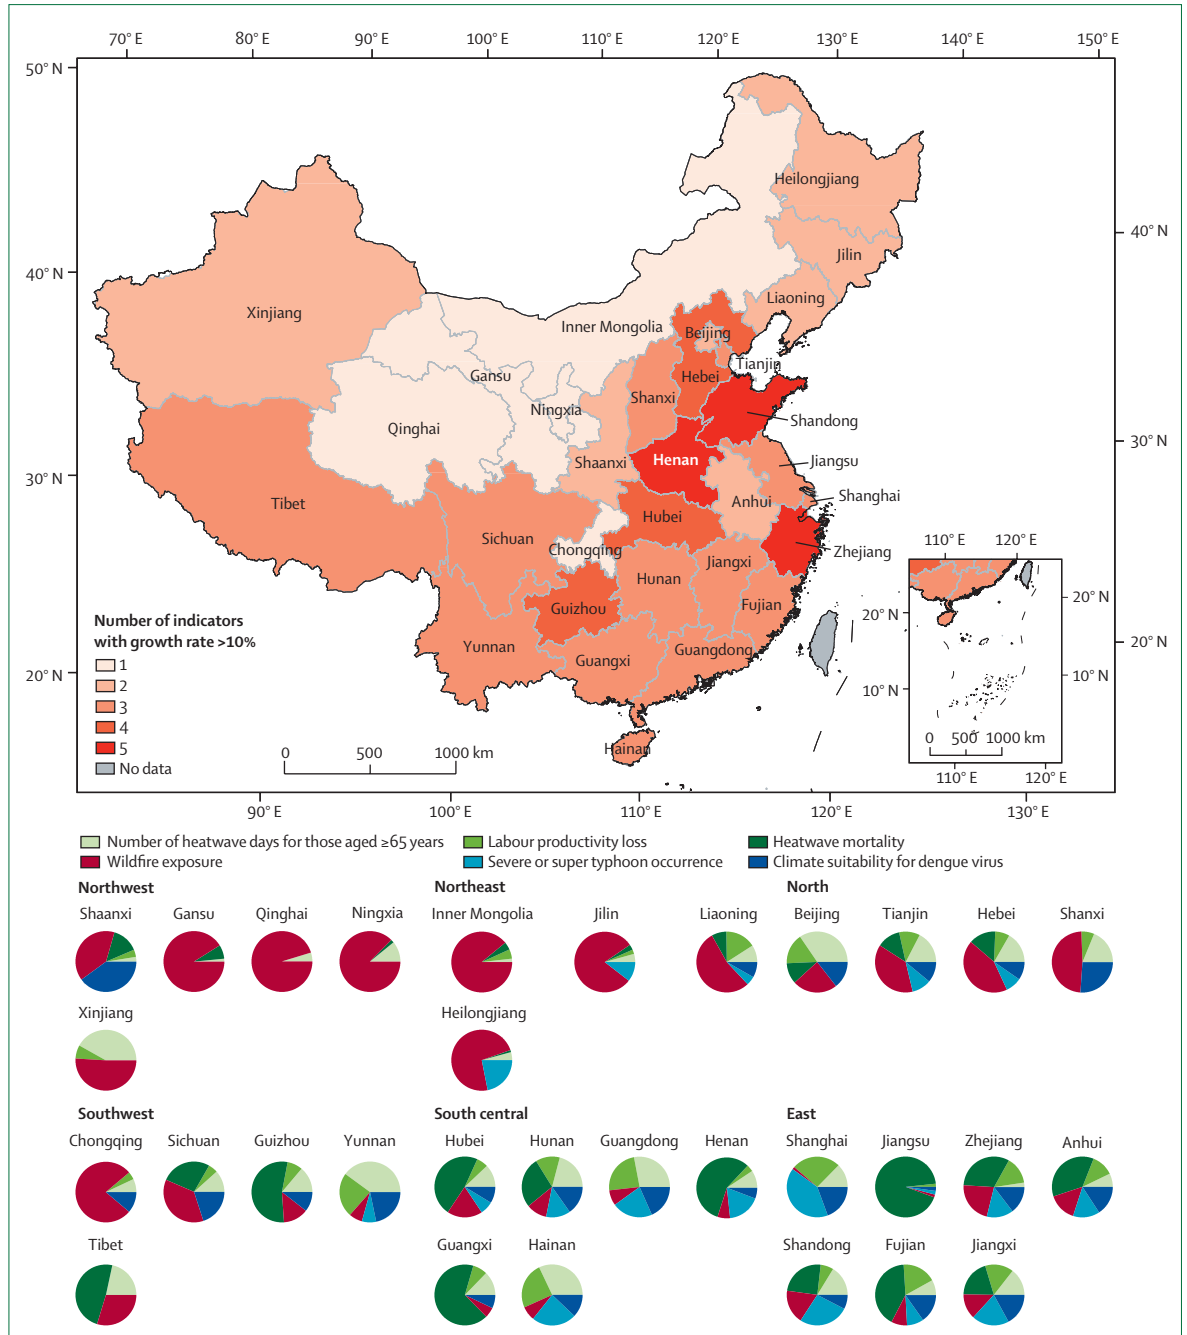 70° E 80° E 90° E 100° E 110° E 120° E 130° E 140° E 150° E
50° N
40° N
30° N
20° N
40° N
30° N
20° N
Heilongjiang
Jilin
Liaoning
Xinjiang
Inner Mongolia
Beijing
Tianjin
Gansu
Hebei
Shanxi
Ningxia
Shandong
Qinghai
Shaanxi
Henan
Jiangsu
Tibet
Anhui
Shanghai
Hubei
Sichuan
Chongqing
Zhejiang
Jiangxi
Hunan
Guizhou
Fujian
Yunnan
Guangxi
Guangdong
Hainan
Number of indicators
with growth rate >10%
1
2
3
4
5
No data
0 500 1000 km
110° E 120° E
20° N
10° N
20° N
10° N
0 500 1000 km
110° E 120° E
90° E 100° E 110° E 120° E 130° E
Number of heatwave days for those aged ≥65 years Labour productivity loss Heatwave mortality
Wildfire exposure Severe or super typhoon occurrence Climate suitability for dengue virus
Northwest Northeast North
Shaanxi Gansu Qinghai Ningxia Inner Mongolia Jilin Liaoning Beijing Tianjin Hebei Shanxi
Xinjiang Heilongjiang
Southwest South central East
Chongqing Sichuan Guizhou Yunnan Hubei Hunan Guangdong Henan Shanghai Jiangsu Zhejiang Anhui
Tibet Guangxi Hainan Shandong Fujian Jiangxi